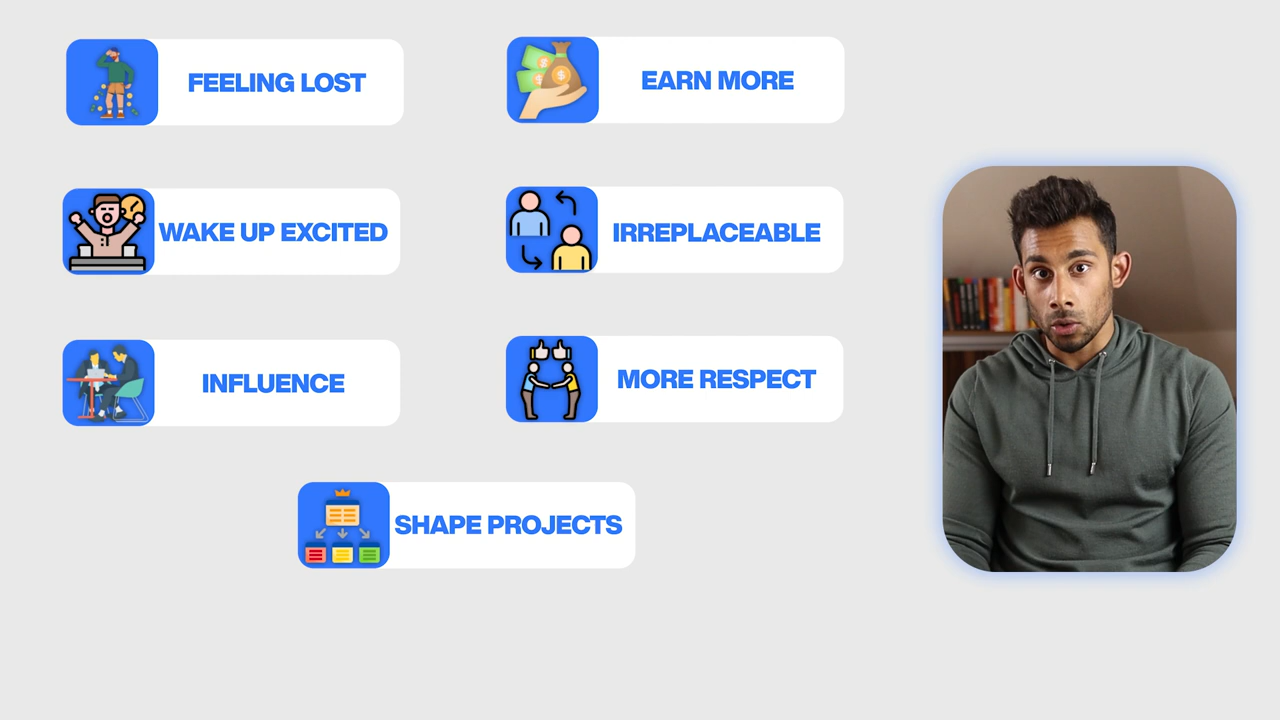 FEELING LOST
EARN MORE
WAKE UP EXCITED
IRREPLACEABLE
INFLUENCE
MORE RESPECT
SHAPE PROJECTS